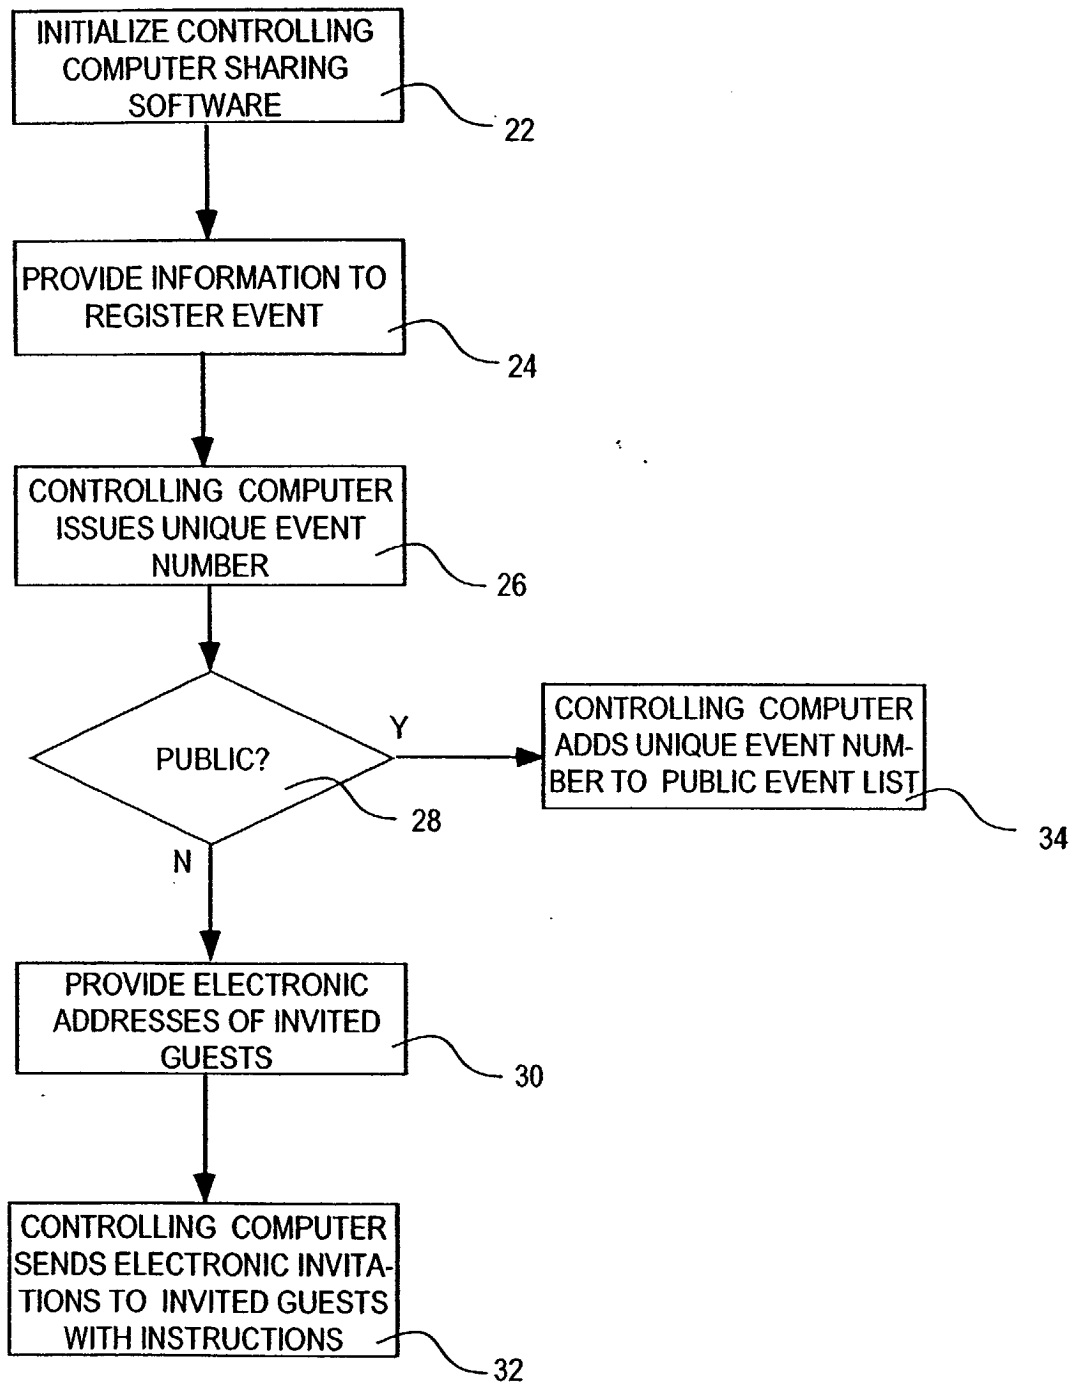 INITIALIZE CONTROLLING
COMPUTER SHARING
SOFTWARE
22
PROVIDE INFORMATION TO
REGISTER EVENT
24
CONTROLLING COMPUTER
ISSUES UNIQUE EVENT
NUMBER
26
PUBLIC?
28
Y
CONTROLLING COMPUTER
ADDS UNIQUE EVENT NUM-
BER TO PUBLIC EVENT LIST
34
N
PROVIDE ELECTRONIC
ADDRESSES OF INVITED
GUESTS
30
CONTROLLING COMPUTER
SENDS ELECTRONIC INVITA-
TIONS TO INVITED GUESTS
WITH INSTRUCTIONS
32